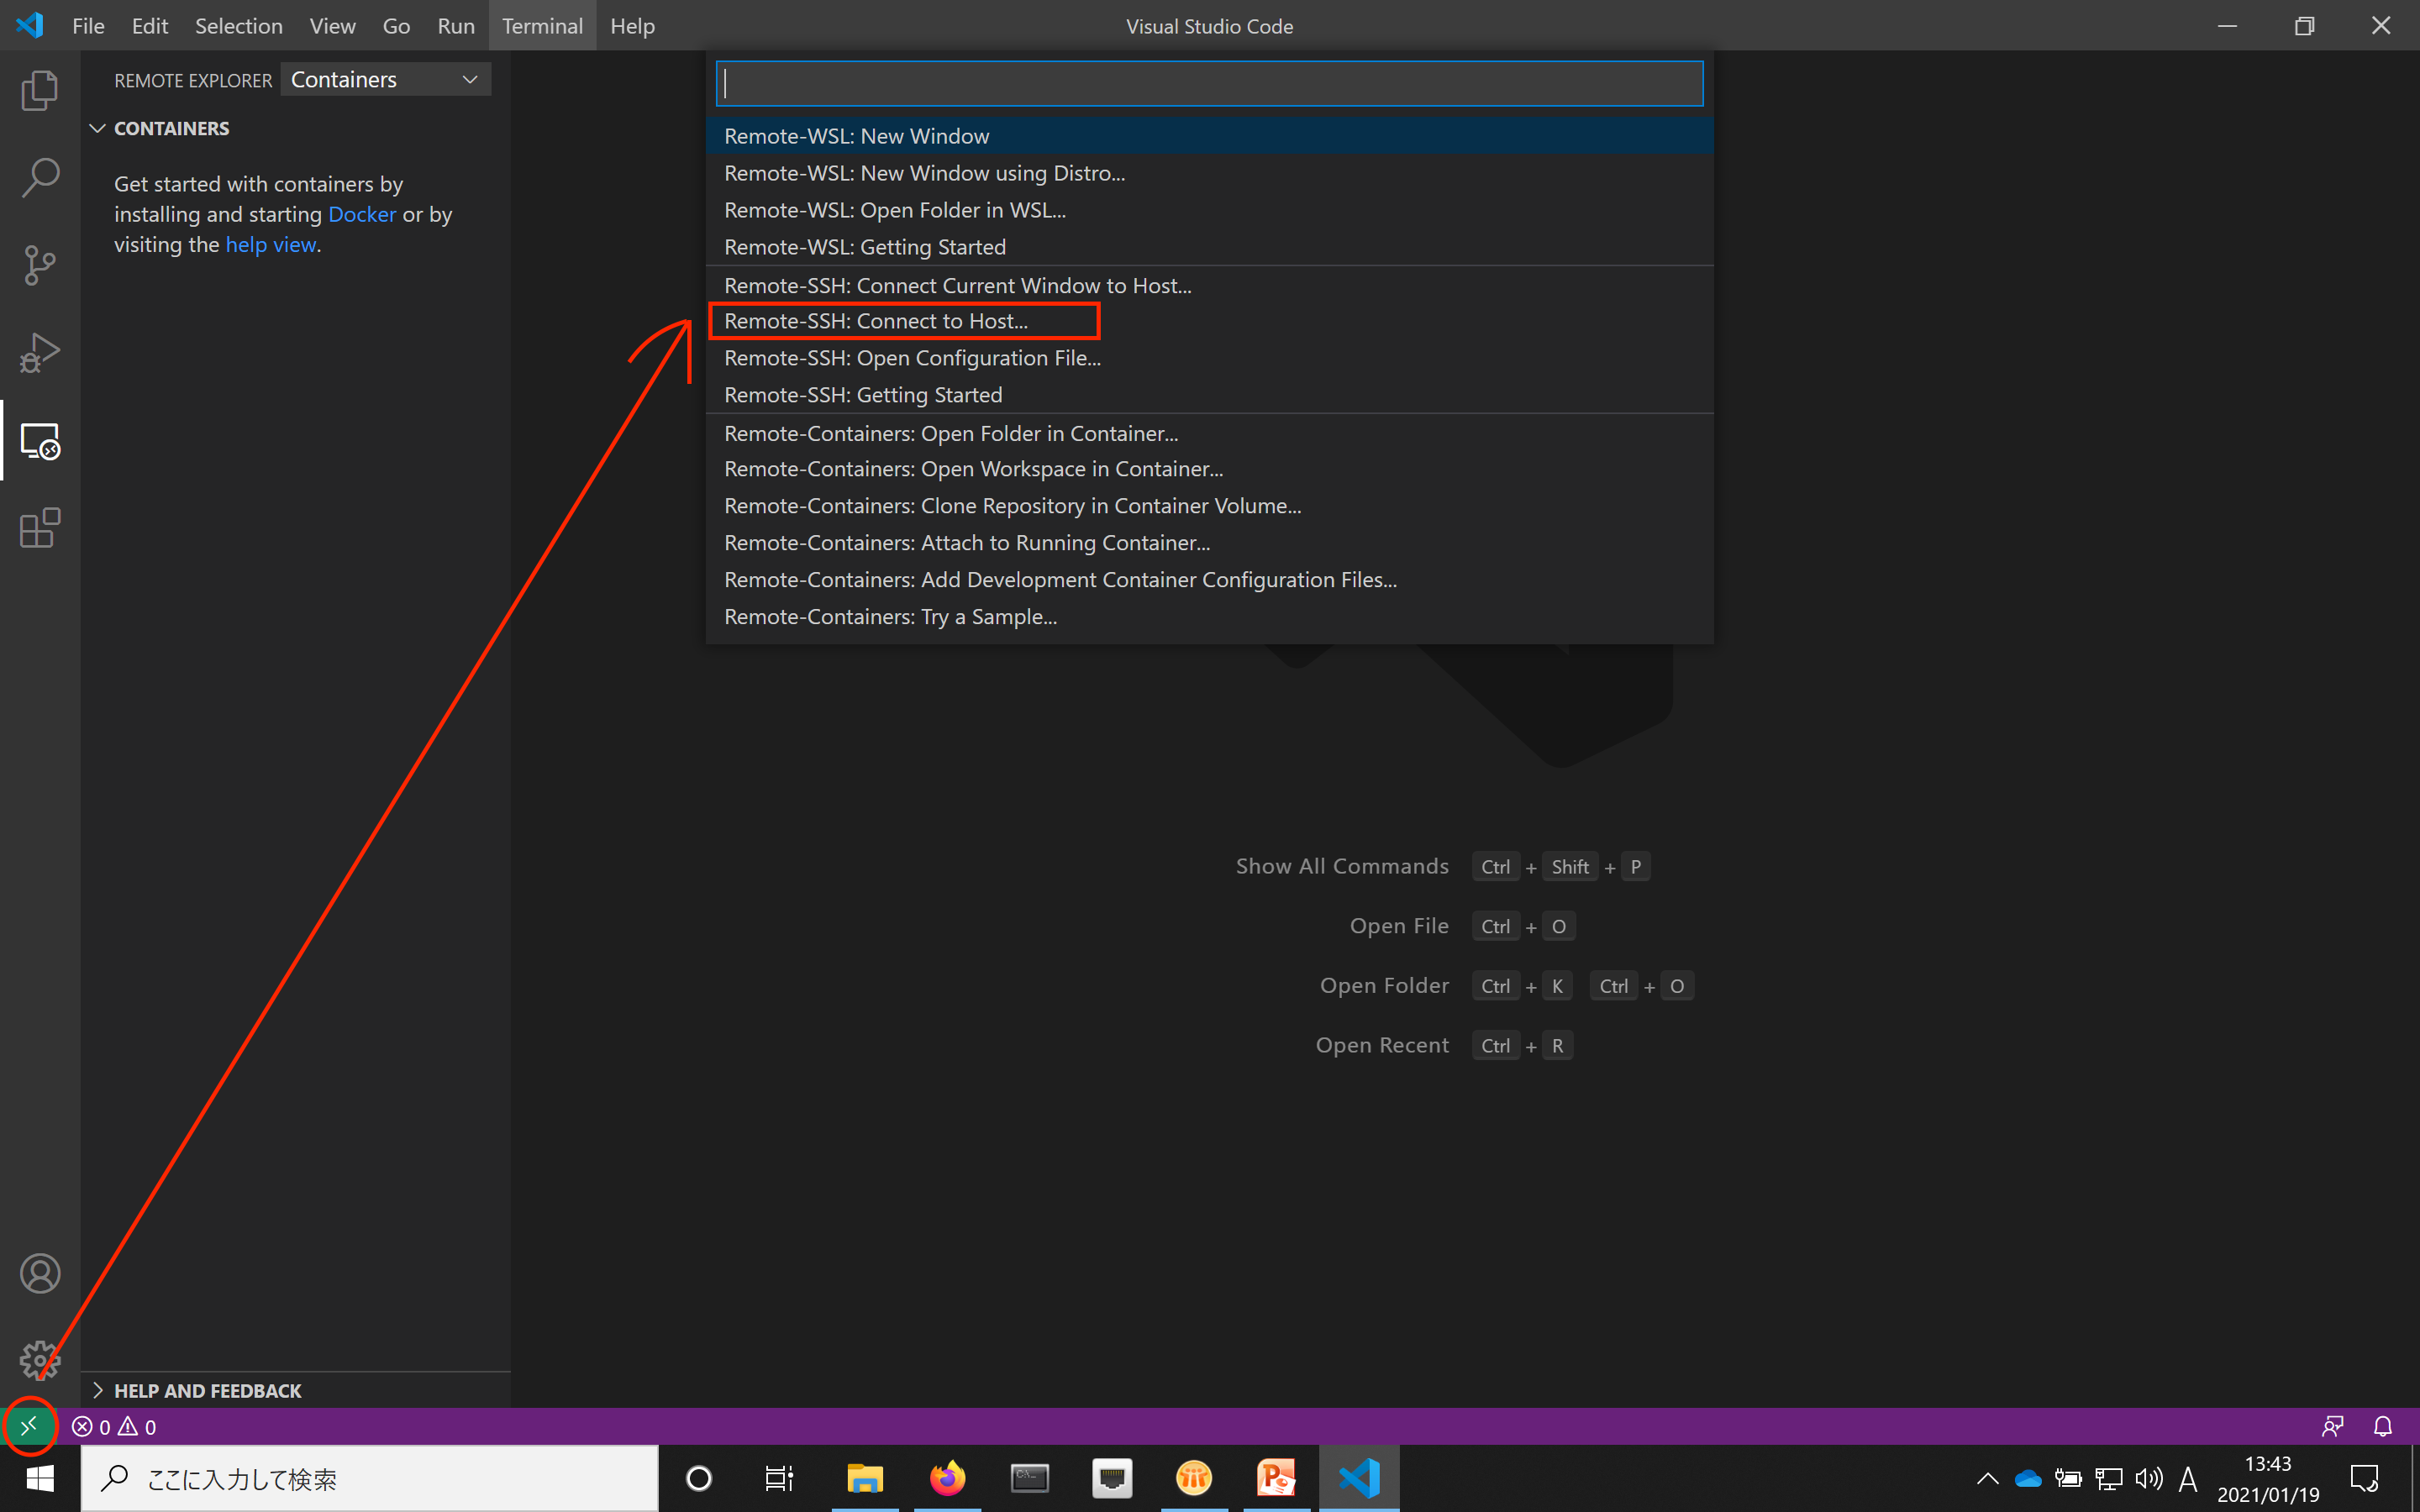 File Edit Selection View Go Run Terminal Help
Visual Studio Code
REMOTE EXPLORER Containers
CONTAINERS
Get started with containers by
installing and starting Docker or by
visiting the help view.
Remote-WSL: New Window
Remote-WSL: New Window using Distro...
Remote-WSL: Open Folder in WSL...
Remote-WSL: Getting Started
Remote-SSH: Connect Current Window to Host...
Remote-SSH: Connect to Host...
Remote-SSH: Open Configuration File...
Remote-SSH: Getting Started
Remote-Containers: Open Folder in Container...
Remote-Containers: Open Workspace in Container...
Remote-Containers: Clone Repository in Container Volume...
Remote-Containers: Attach to Running Container...
Remote-Containers: Add Development Container Configuration Files...
Remote-Containers: Try a Sample...
Show All Commands Ctrl + Shift + P
Open File Ctrl + O
Open Folder Ctrl + K Ctrl + O
Open Recent Ctrl + R
HELP AND FEEDBACK
0 0
ここに入力して検索
A
13:43
2021/01/19